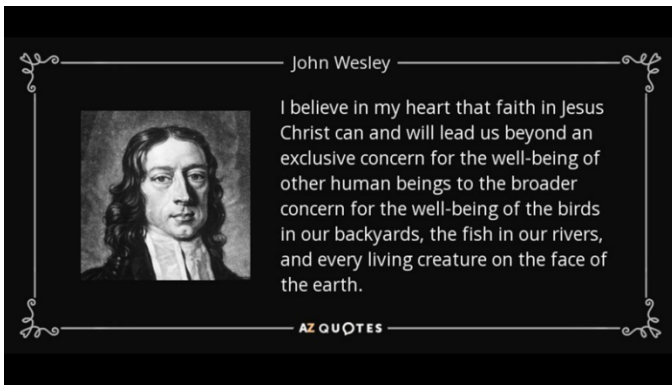 John Wesley
I believe in my heart that faith in Jesus
Christ can and will lead us beyond an
exclusive concern for the well-being of
other human beings to the broader
concern for the well-being of the birds
in our backyards, the fish in our rivers,
and every living creature on the face of
the earth.
AZ QUOTES